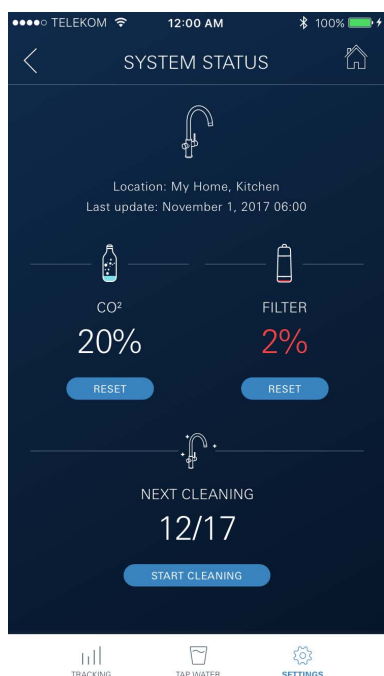 TELEKOM 12:00 AM 100%
SYSTEM STATUS
Location: My Home, Kitchen
Last update: November 1, 2017 06:00
CO² FILTER
20% 2%
RESET RESET
NEXT CLEANING
12/17
START CLEANING
TRACKING TAP WATER SETTINGS